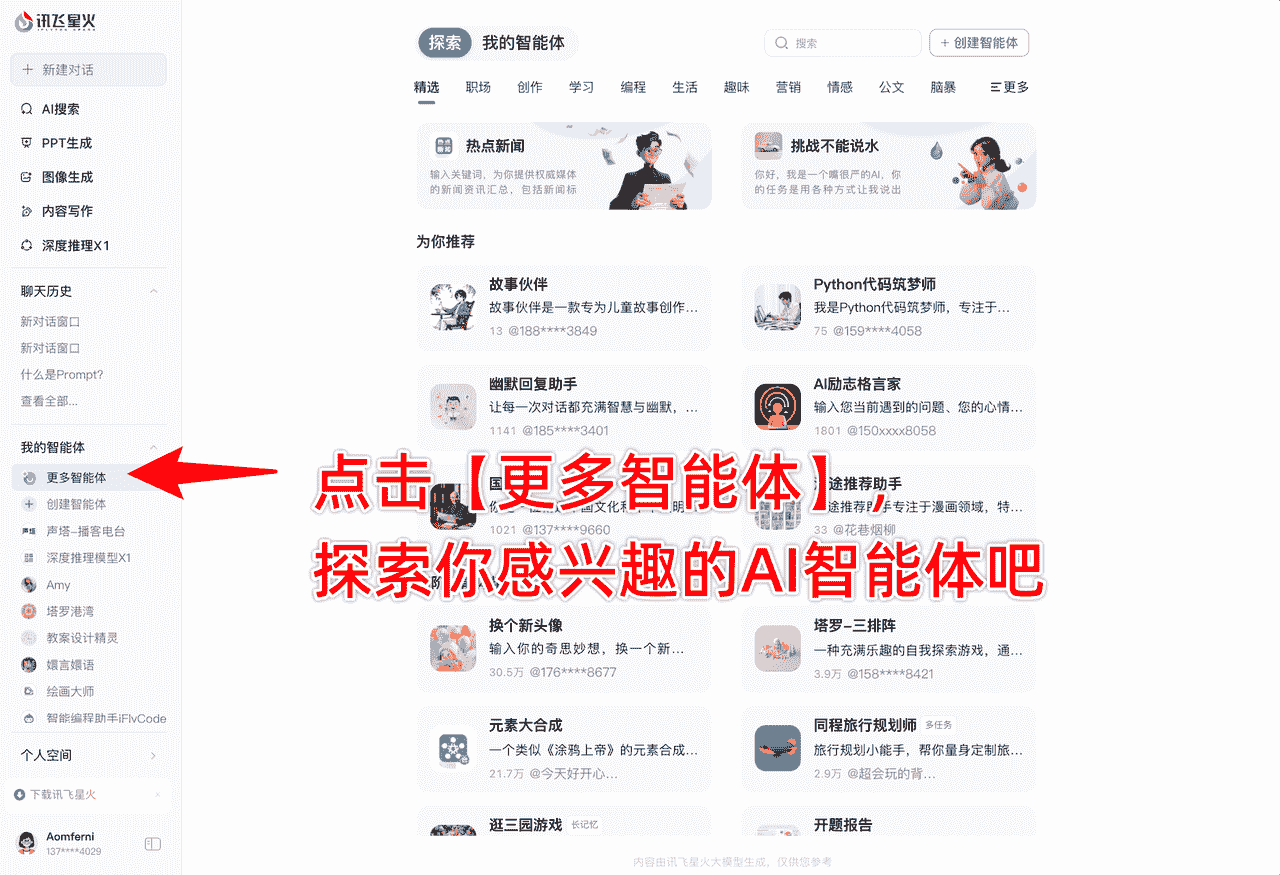 讯飞星火
新建对话
AI搜索
PPT生成
图像生成
内容写作
深度推理X1
聊天历史
新对话窗口
新对话窗口
什么是Prompt?
查看全部...
我的智能体
更多智能体
创建智能体
声塔-播客电台
深度推理模型X1
Amy
塔罗港湾
教案设计精灵
嬛言嬛语
绘画大师
智能编程助手iFlyCode
个人空间
下载讯飞星火
Aomferni
137****4029
探索 我的智能体
搜索
+ 创建智能体
精选 职场 创作 学习 编程 生活 趣味 营销 情感 公文 脑暴 更多
热点新闻
输入关键词，为你提供权威媒体
的新闻资讯汇总，包括新闻标
挑战不能说水
你好，我是一个嘴很严的AI，你
的任务是用各种方式让我说出
为你推荐
故事伙伴
故事伙伴是一款专为儿童故事创作...
13 @188****3849
Python代码筑梦师
我是Python代码筑梦师，专注于...
75 @159****4058
幽默回复助手
让每一次对话都充满智慧与幽默，...
1141 @185****3401
AI励志格言家
输入您当前遇到的问题、您的心情...
1801 @150xxxx8058
点击【更多智能体】，
探索你感兴趣的AI智能体吧
国
1021 @137****9660
途推荐助手
途推荐助手专注于漫画领域，特...
33 @花巷烟柳
换个新头像
输入你的奇思妙想，换一个新...
30.5万 @176****8677
塔罗-三排阵
一种充满乐趣的自我探索游戏，通...
3.9万 @158****8421
元素大合成
一个类似《涂鸦上帝》的元素合成...
21.7万 @今天好开心...
同程旅行规划师 多任务
旅行规划小能手，帮你量身定制旅...
2.9万 @超会玩的背...
逛三园游戏 长记忆
开题报告
内容由讯飞星火大模型生成，仅供您参考